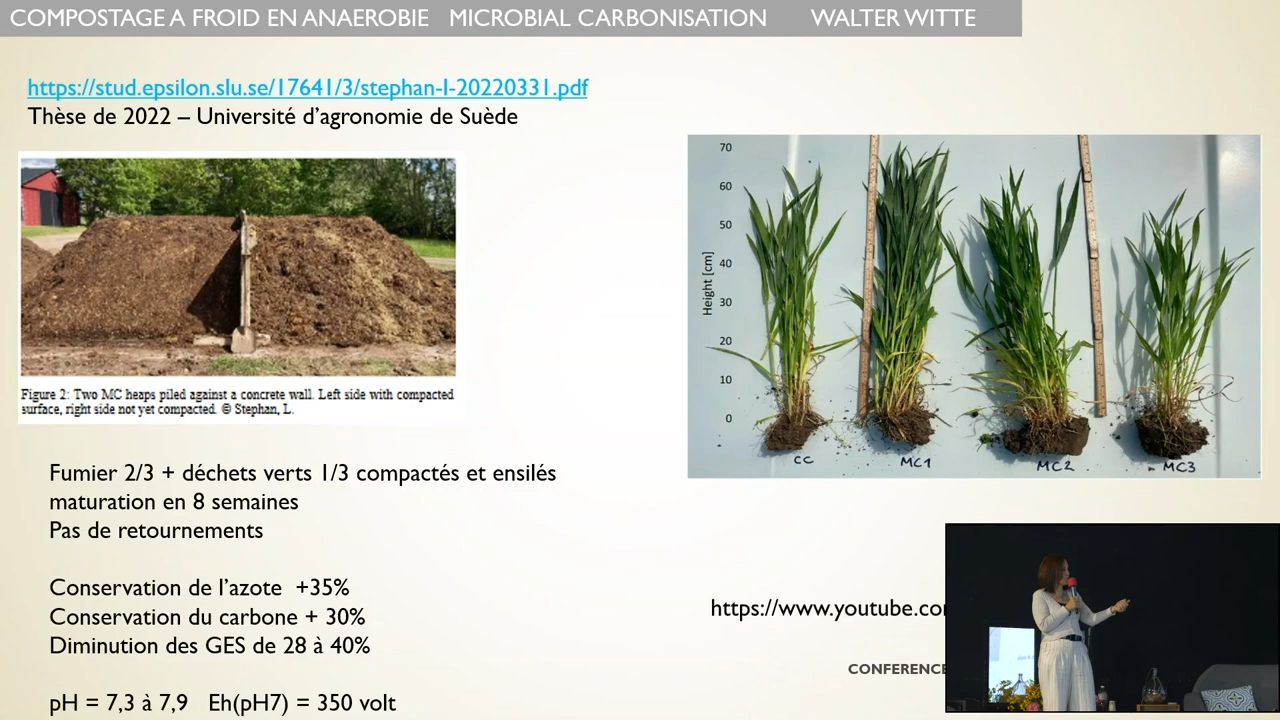 COMPOSTAGE A FROID EN ANAEROBIE MICROBIAL CARBONISATION WALTER WITTE
https://stud.epsilon.slu.se/17641/3/stephan-l-20220331.pdf
Thèse de 2022 – Université d'agronomie de Suède
Figure 2: Two MC heaps piled against a concrete wall. Left side with compacted
surface, right side not yet compacted. © Stephan, L.
Height [cm]
70
60
50
40
30
20
10
0
CC
MC1
MC2
MC3
Fumier 2/3 + déchets verts 1/3 compactés et ensilés
maturation en 8 semaines
Pas de retournements
Conservation de l'azote +35%
Conservation du carbone + 30%
Diminution des GES de 28 à 40%
pH = 7,3 à 7,9 Eh(pH7) = 350 volt
https://www.youtube.co
CONFERENCE